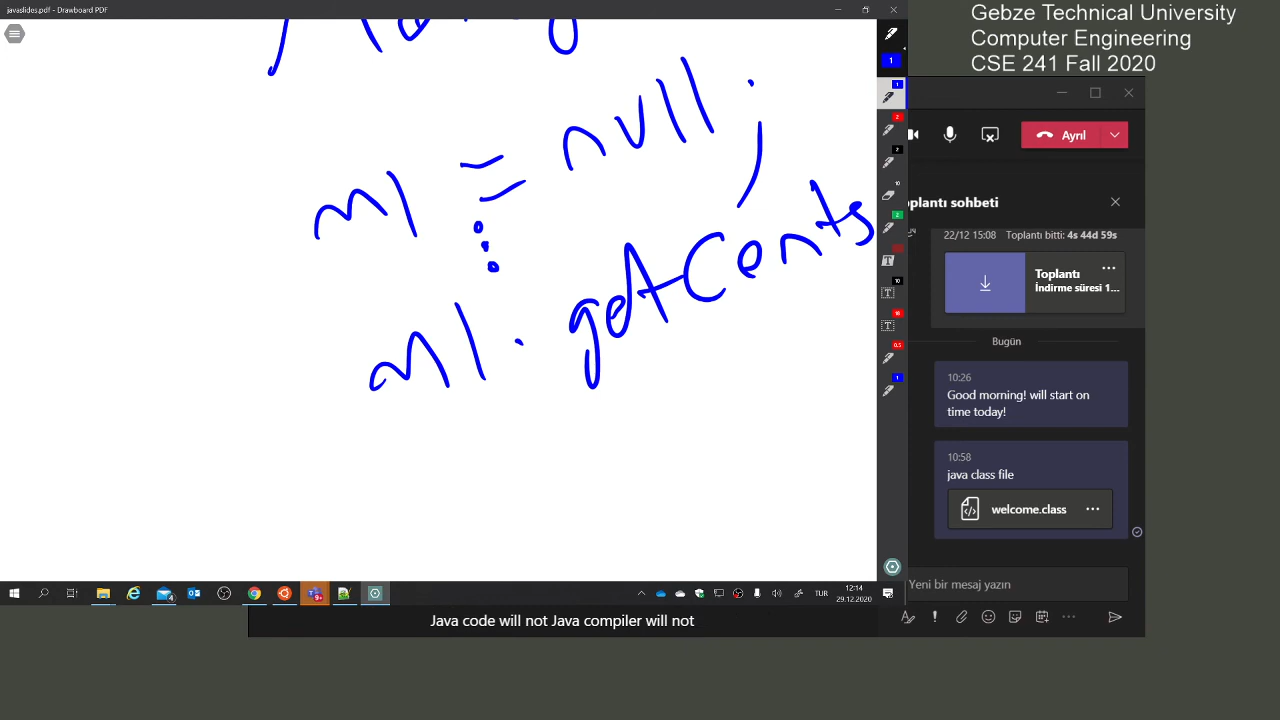 javaslides.pdf - Drawboard PDF
m1 = null;
m1. getCents
Gebze Technical University
Computer Engineering
CSE 241 Fall 2020
Ayrıl
oplantı sohbeti
22/12 15:08 Toplantı bitti: 4s 44d 59s
Toplantı
İndirme süresi 1...
Bugün
10:26
Good morning! will start on
time today!
10:58
java class file
welcome.class
Yeni bir mesaj yazın
TUR
12:14
29.12.2020
Java code will not Java compiler will not